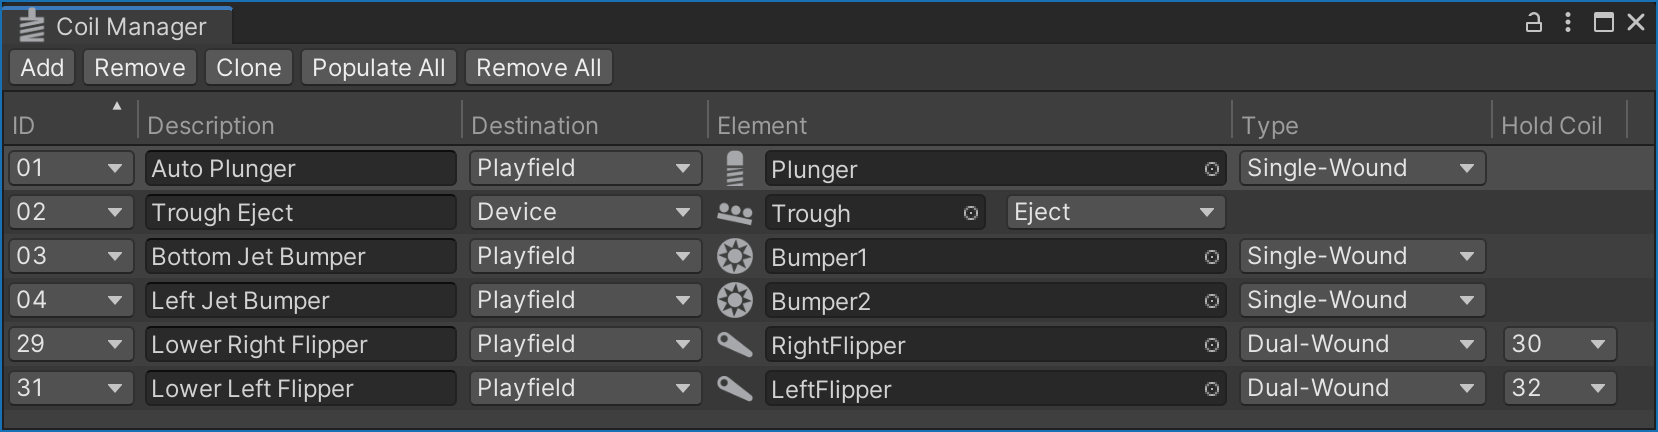 Coil Manager
Add Remove Clone Populate All Remove All
ID Description Destination Element Type Hold Coil
01 Auto Plunger Playfield Plunger Single-Wound
02 Trough Eject Device Trough Eject
03 Bottom Jet Bumper Playfield Bumper1 Single-Wound
04 Left Jet Bumper Playfield Bumper2 Single-Wound
29 Lower Right Flipper Playfield RightFlipper Dual-Wound 30
31 Lower Left Flipper Playfield LeftFlipper Dual-Wound 32